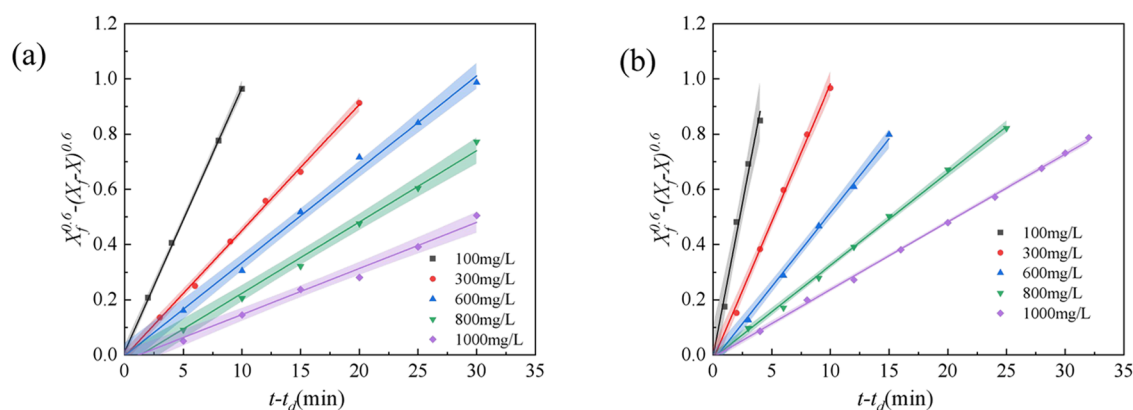 (a)
1.2
1.0
0.8
0.6
0.4
0.2
0.0
0 5 10 15 20 25 30 35
X_f^0.6-(X_f-X)^0.6
t-t_d(min)
100mg/L
300mg/L
600mg/L
800mg/L
1000mg/L
(b)
1.2
1.0
0.8
0.6
0.4
0.2
0.0
0 5 10 15 20 25 30 35
X_f^0.6-(X_f-X)^0.6
t-t_d(min)
100mg/L
300mg/L
600mg/L
800mg/L
1000mg/L